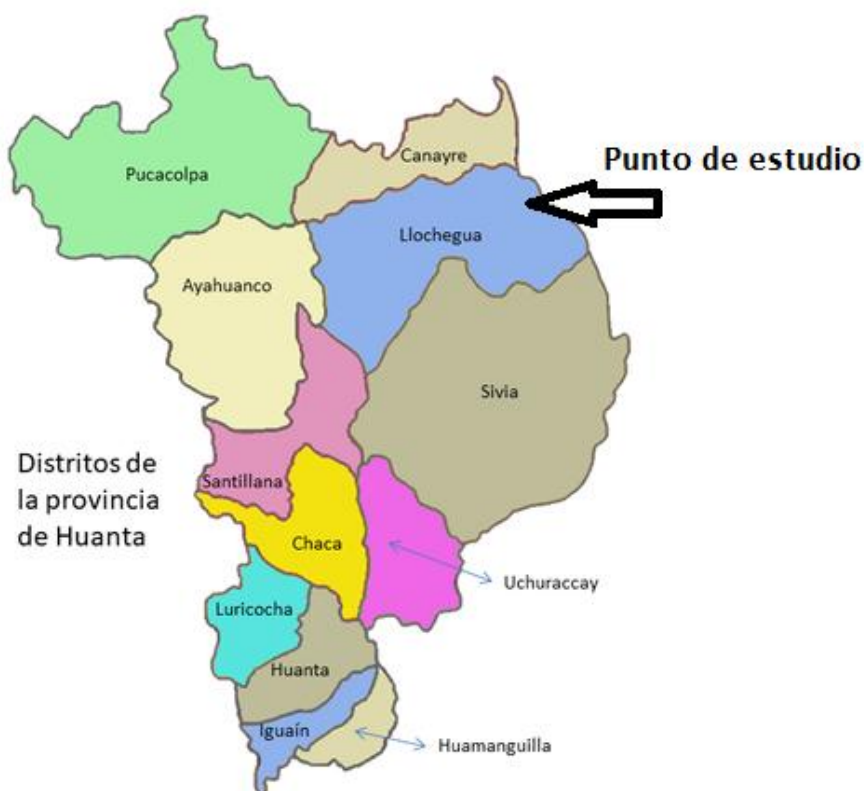 Canayre
Punto de estudio
Pucacolpa
Llochegua
Ayahuanco
Sivia
Distritos de
la provincia
de Huanta
Santillana
Chaca
Uchuraccay
Luricocha
Huanta
Iguaín
Huamanguilla